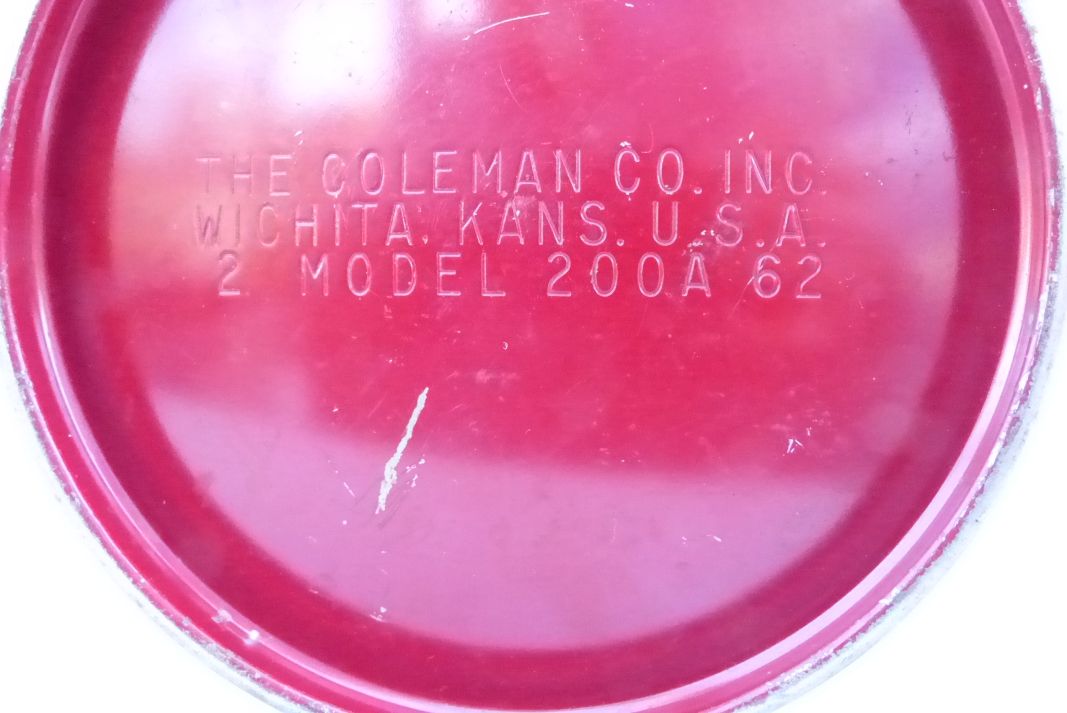 THE COLEMAN CO. INC.
WICHITA, KANS. U.S.A.
2 MODEL 200A 62